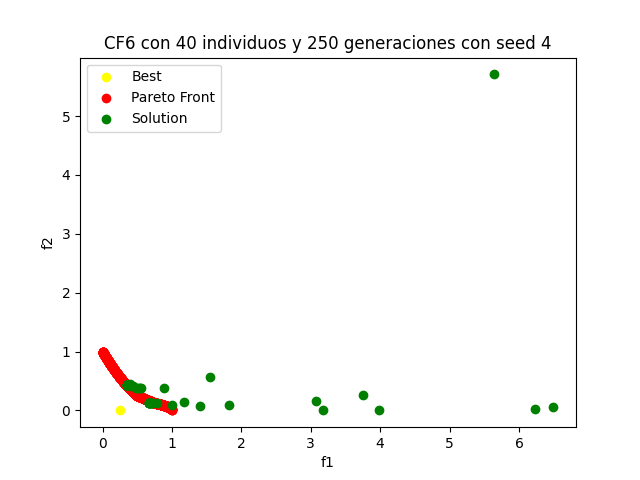 CF6 con 40 individuos y 250 generaciones con seed 4
Best
Pareto Front
Solution
f2
5
4
3
2
1
0
0 1 2 3 4 5 6
f1